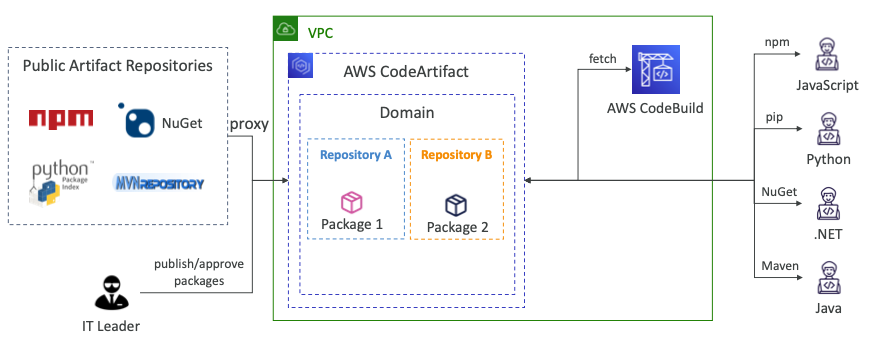 Public Artifact Repositories
npm
NuGet
python™
Package
Index
MVNREPOSITORY
proxy
publish/approve
packages
IT Leader
VPC
AWS CodeArtifact
Domain
Repository A
Package 1
Repository B
Package 2
fetch
AWS CodeBuild
npm
JavaScript
pip
Python
NuGet
.NET
Maven
Java